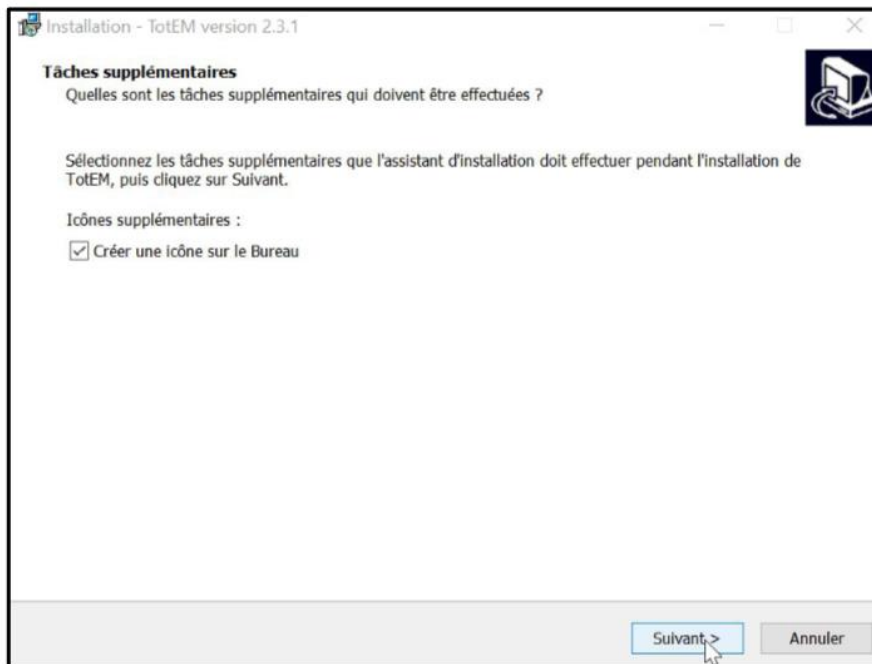 Installation - TotEM version 2.3.1
Tâches supplémentaires
Quelles sont les tâches supplémentaires qui doivent être effectuées ?
Sélectionnez les tâches supplémentaires que l'assistant d'installation doit effectuer pendant l'installation de
TotEM, puis cliquez sur Suivant.
Icônes supplémentaires :
Créer une icône sur le Bureau
Suivant >
Annuler